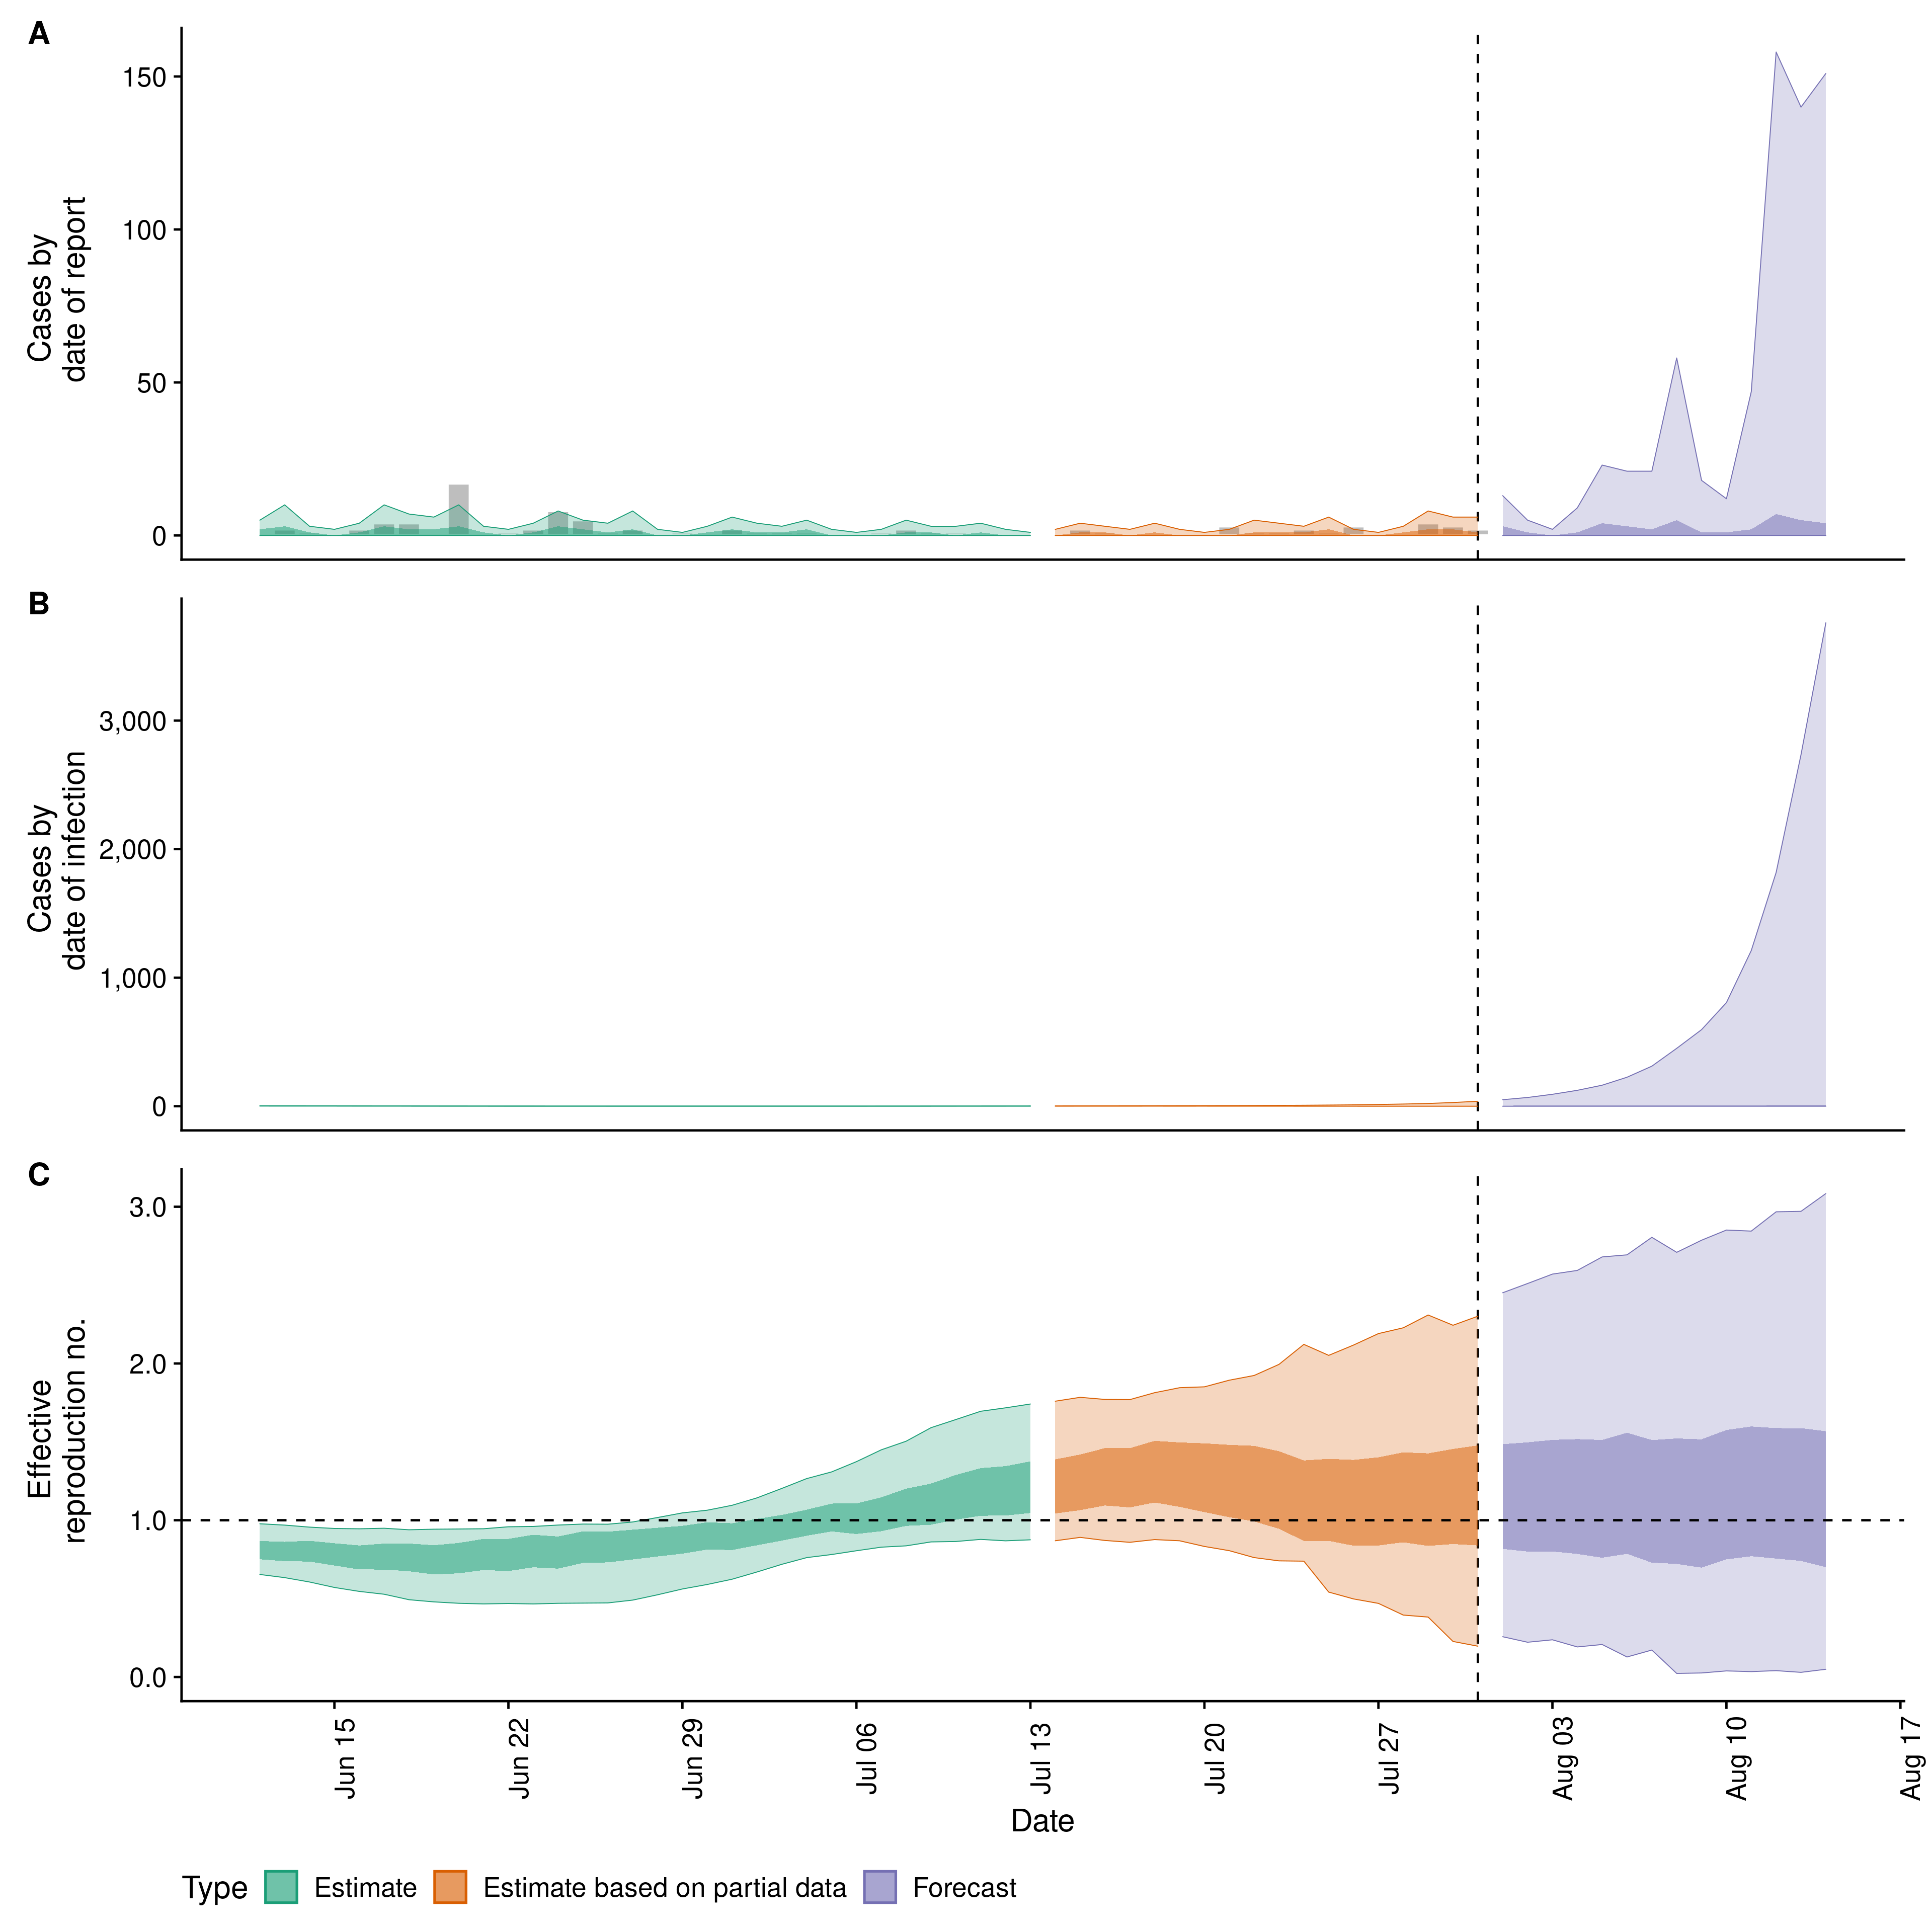 A
150
100
50
0
Cases by
date of report
B
3,000
2,000
1,000
0
Cases by
date of infection
C
3.0
2.0
1.0
0.0
Effective
reproduction no.
Jun 15
Jun 22
Jun 29
Jul 06
Jul 13
Jul 20
Jul 27
Aug 03
Aug 10
Aug 17
Date
Type Estimate Estimate based on partial data Forecast